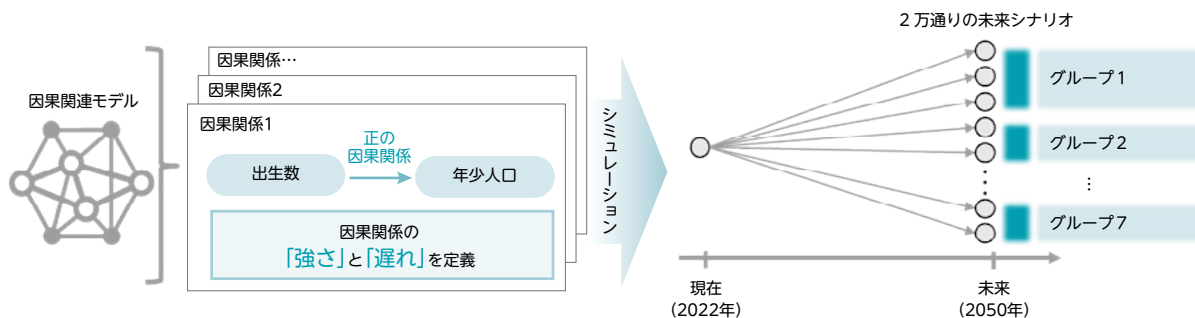 因果関連モデル
因果関係…
因果関係2
因果関係1
正の
因果関係
出生数
年少人口
因果関係の
「強さ」と「遅れ」を定義
シミュレーション
2万通りの未来シナリオ
グループ1
グループ2
…
グループ7
現在
(2022年)
未来
(2050年)